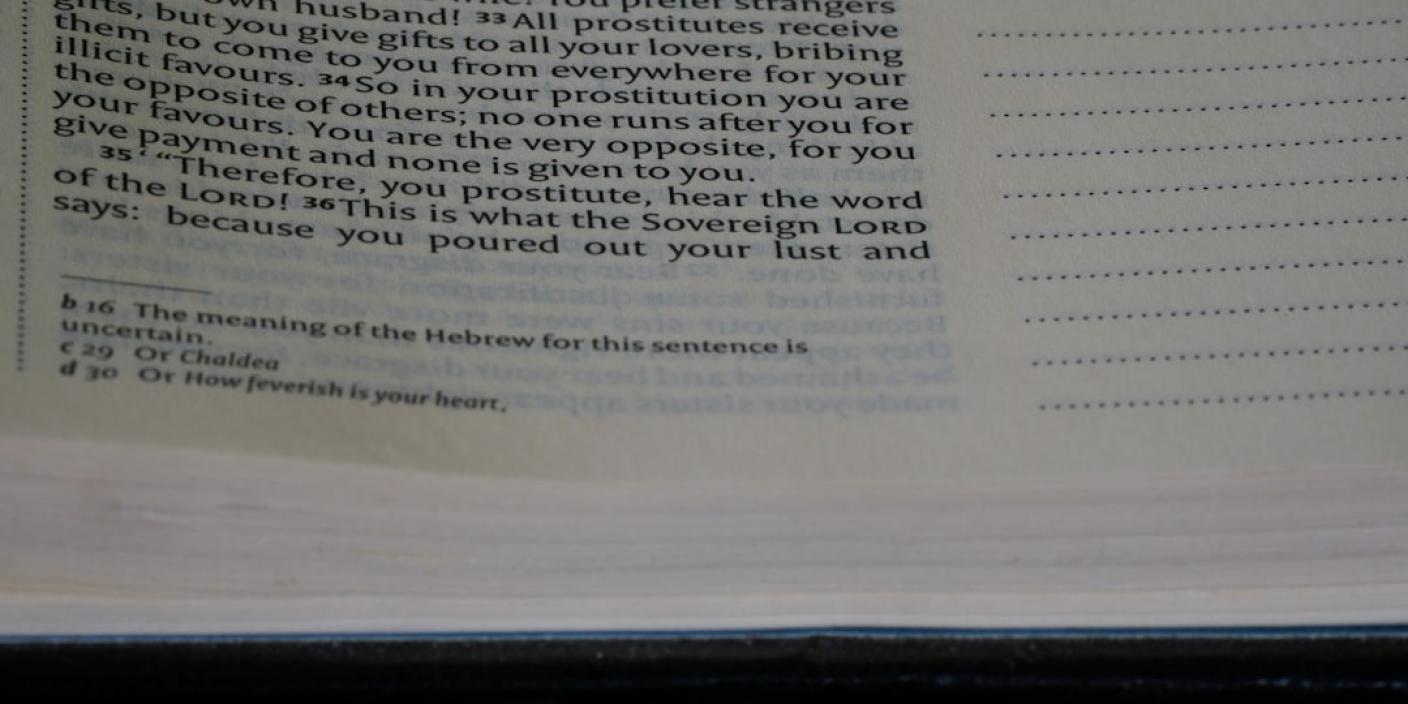 You prefer strangers
own husband! 33 All prostitutes receive
gifts, but you give gifts to all your lovers, bribing
them to come to you from everywhere for your
illicit favours. 34 So in your prostitution you are
the opposite of others; no one runs after you for
your favours. You are the very opposite, for you
give payment and none is given to you.
35 ‘ “Therefore, you prostitute, hear the word
of the LORD! 36 This is what the Sovereign LORD
says: because you poured out your lust and
b 16 The meaning of the Hebrew for this sentence is
uncertain.
c 29 Or Chaldea
d 30 Or How feverish is your heart,